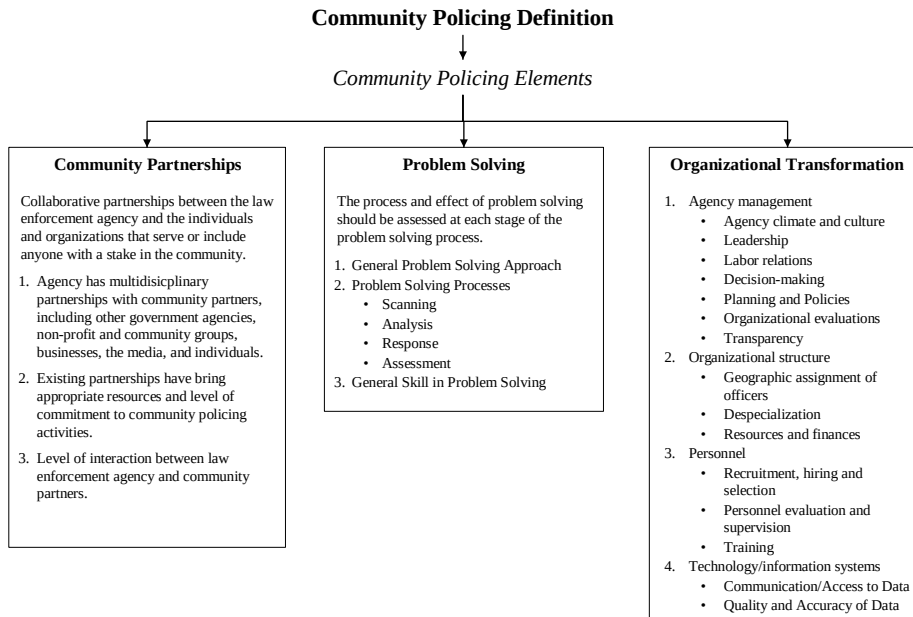 Community Policing Definition
Community Policing Elements
Community Partnerships
Collaborative partnerships between the law
enforcement agency and the individuals
and organizations that serve or include
anyone with a stake in the community.
1. Agency has multidisicplinary
partnerships with community partners,
including other government agencies,
non-profit and community groups,
businesses, the media, and individuals.
2. Existing partnerships have bring
appropriate resources and level of
commitment to community policing
activities.
3. Level of interaction between law
enforcement agency and community
partners.
Problem Solving
The process and effect of problem solving
should be assessed at each stage of the
problem solving process.
1. General Problem Solving Approach
2. Problem Solving Processes
• Scanning
• Analysis
• Response
• Assessment
3. General Skill in Problem Solving
Organizational Transformation
1. Agency management
• Agency climate and culture
• Leadership
• Labor relations
• Decision-making
• Planning and Policies
• Organizational evaluations
• Transparency
2. Organizational structure
• Geographic assignment of
officers
• Despecialization
• Resources and finances
3. Personnel
• Recruitment, hiring and
selection
• Personnel evaluation and
supervision
• Training
4. Technology/information systems
• Communication/Access to Data
• Quality and Accuracy of Data